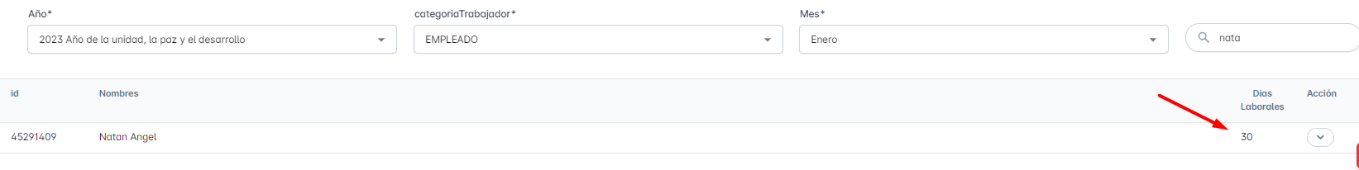 Año*
categoriaTrabajador*
Mes*
2023 Año de la unidad, la paz y el desarrollo
EMPLEADO
Enero
nata
id
Nombres
Dias
Laborales
Acción
45291409
Natan Angel
30